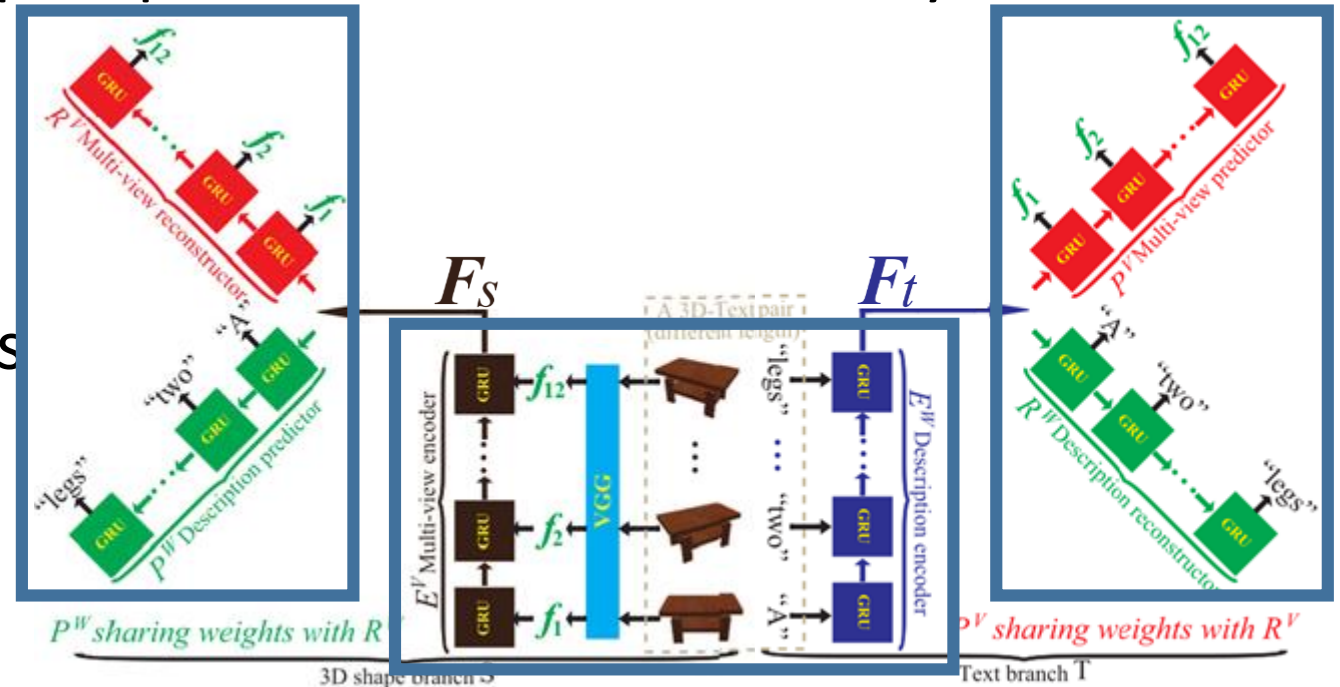 f12
GRU
f2
GRU
f1
GRU
R^V Multi-view reconstructor
"A"
GRU
"two"
GRU
"legs"
GRU
P^W Description predictor
Fs
Ft
A 3D-Text pair
(different length)
GRU
f12
"legs"
GRU
GRU
f2
VGG
"two"
GRU
GRU
f1
"A"
GRU
E^V Multi-view encoder
E^W Description encoder
f12
GRU
f2
GRU
f1
GRU
P^V Multi-view predictor
"A"
GRU
"two"
GRU
"legs"
GRU
R^W Description reconstructor
P^W sharing weights with R
P^V sharing weights with R^V
3D shape branch S
Text branch T